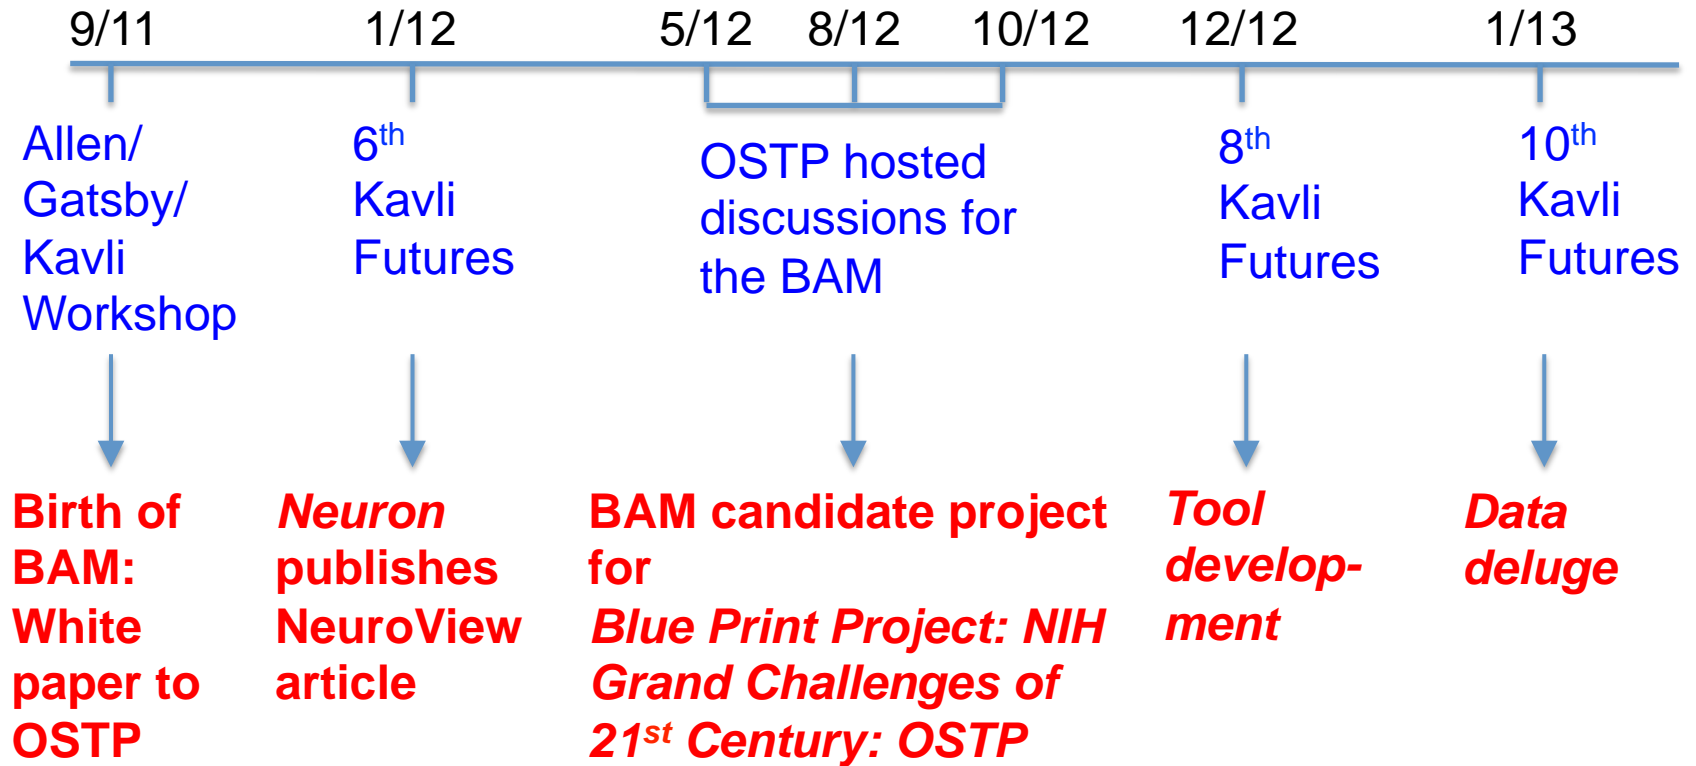 9/11 1/12 5/12 8/12 10/12 12/12 1/13
Allen/
Gatsby/
Kavli
Workshop
6th
Kavli
Futures
OSTP hosted
discussions for
the BAM
8th
Kavli
Futures
10th
Kavli
Futures
Birth of
BAM:
White
paper to
OSTP
Neuron
publishes
NeuroView
article
BAM candidate project
for
Blue Print Project: NIH
Grand Challenges of
21st Century: OSTP
Tool
develop-
ment
Data
deluge